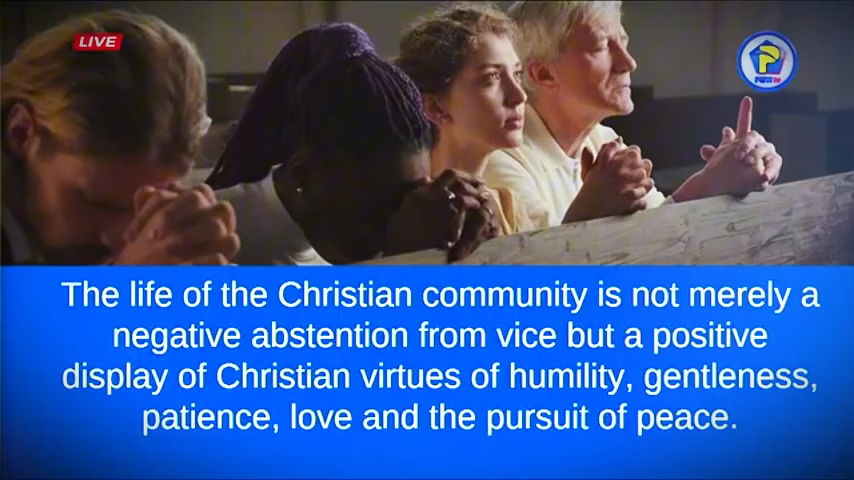 LIVE
P
The life of the Christian community is not merely a
negative abstention from vice but a positive
display of Christian virtues of humility, gentleness,
patience, love and the pursuit of peace.